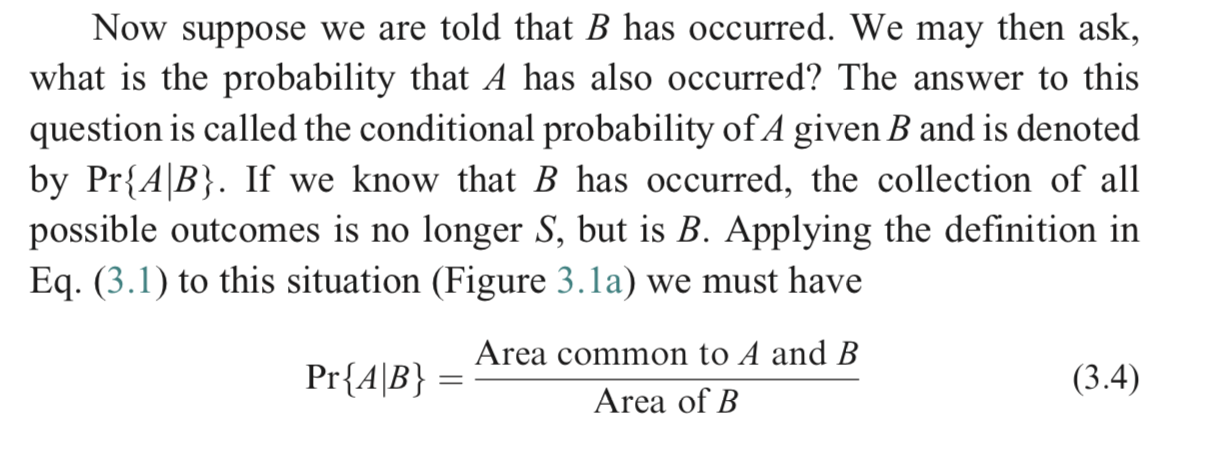 Now suppose we are told that B has occurred. We may then ask,
what is the probability that A has also occurred? The answer to this
question is called the conditional probability of A given B and is denoted
by Pr{A|B}. If we know that B has occurred, the collection of all
possible outcomes is no longer S, but is B. Applying the definition in
Eq. (3.1) to this situation (Figure 3.1a) we must have
Pr{A|B} = Area common to A and B / Area of B (3.4)